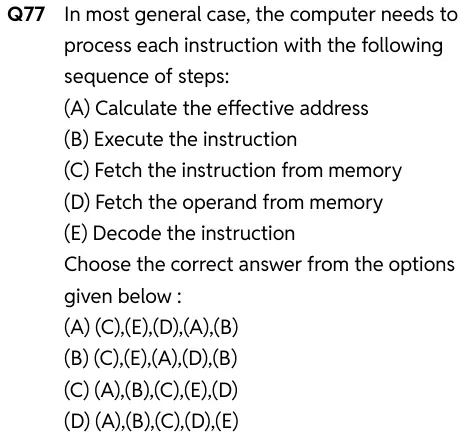 Q77 In most general case, the computer needs to
process each instruction with the following
sequence of steps:
(A) Calculate the effective address
(B) Execute the instruction
(C) Fetch the instruction from memory
(D) Fetch the operand from memory
(E) Decode the instruction
Choose the correct answer from the options
given below :
(A) (C),(E),(D),(A),(B)
(B) (C),(E),(A),(D),(B)
(C) (A),(B),(C),(E),(D)
(D) (A),(B),(C),(D),(E)